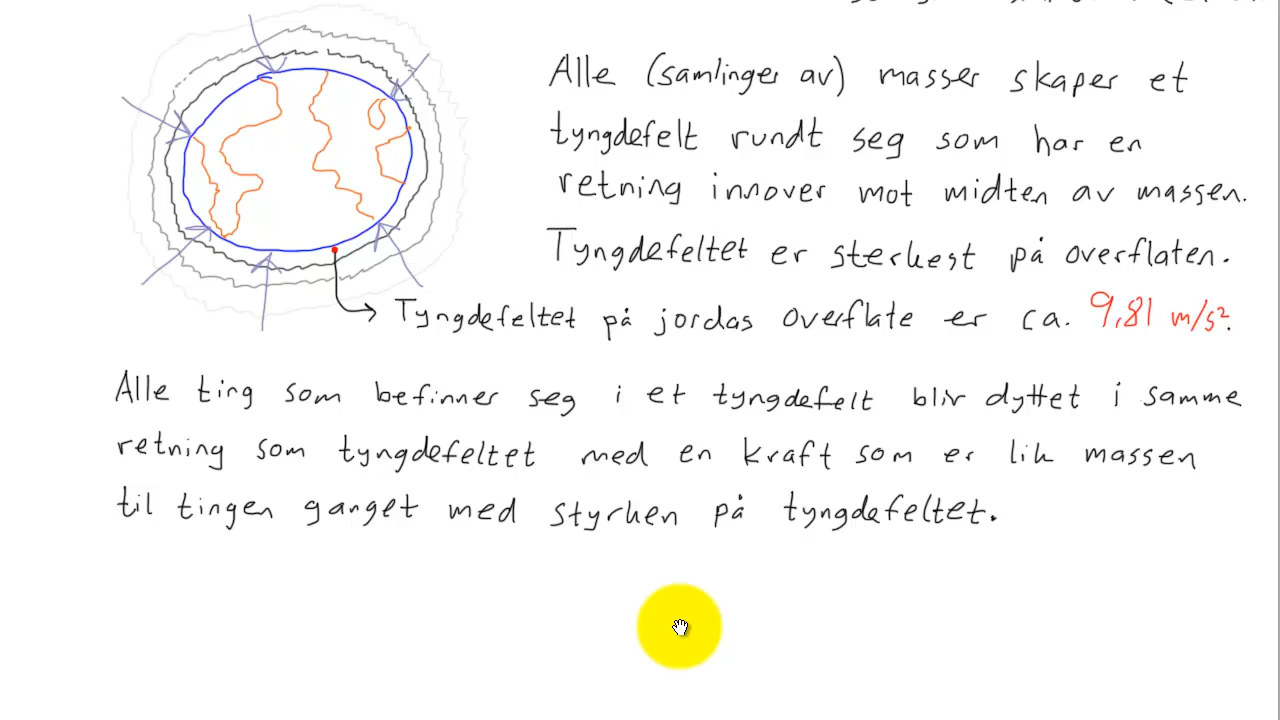 Alle (samlinger av) masser skaper et
tyngdefelt rundt seg som har en
retning innover mot midten av massen.
Tyngdefeltet er sterkest på overflaten.
Tyngdefeltet på jordas overflate er ca. 9,81 m/s².
Alle ting som befinner seg i et tyngdefelt blir dyttet i samme
retning som tyngdefeltet med en kraft som er lik massen
til tingen ganget med styrken på tyngdefeltet.